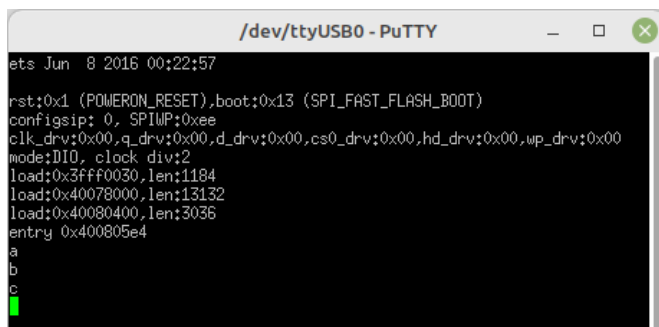 /dev/ttyUSB0 - PuTTY
ets Jun  8 2016 00:22:57
rst:0x1 (POWERON_RESET),boot:0x13 (SPI_FAST_FLASH_BOOT)
configsip: 0, SPIWP:0xee
clk_drv:0x00,q_drv:0x00,d_drv:0x00,cs0_drv:0x00,hd_drv:0x00,wp_drv:0x00
mode:DIO, clock div:2
load:0x3fff0030,len:1184
load:0x40078000,len:13132
load:0x40080400,len:3036
entry 0x400805e4
a
b
c